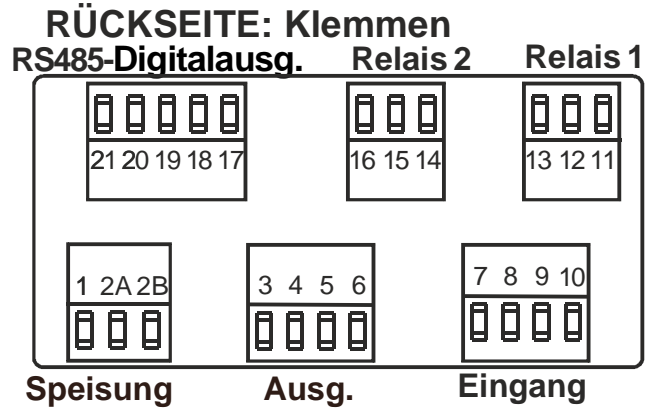 RÜCKSEITE: Klemmen
RS485-Digitalausg. Relais 2 Relais 1
21 20 19 18 17 16 15 14 13 12 11
1 2A 2B 3 4 5 6 7 8 9 10
Speisung Ausg. Eingang